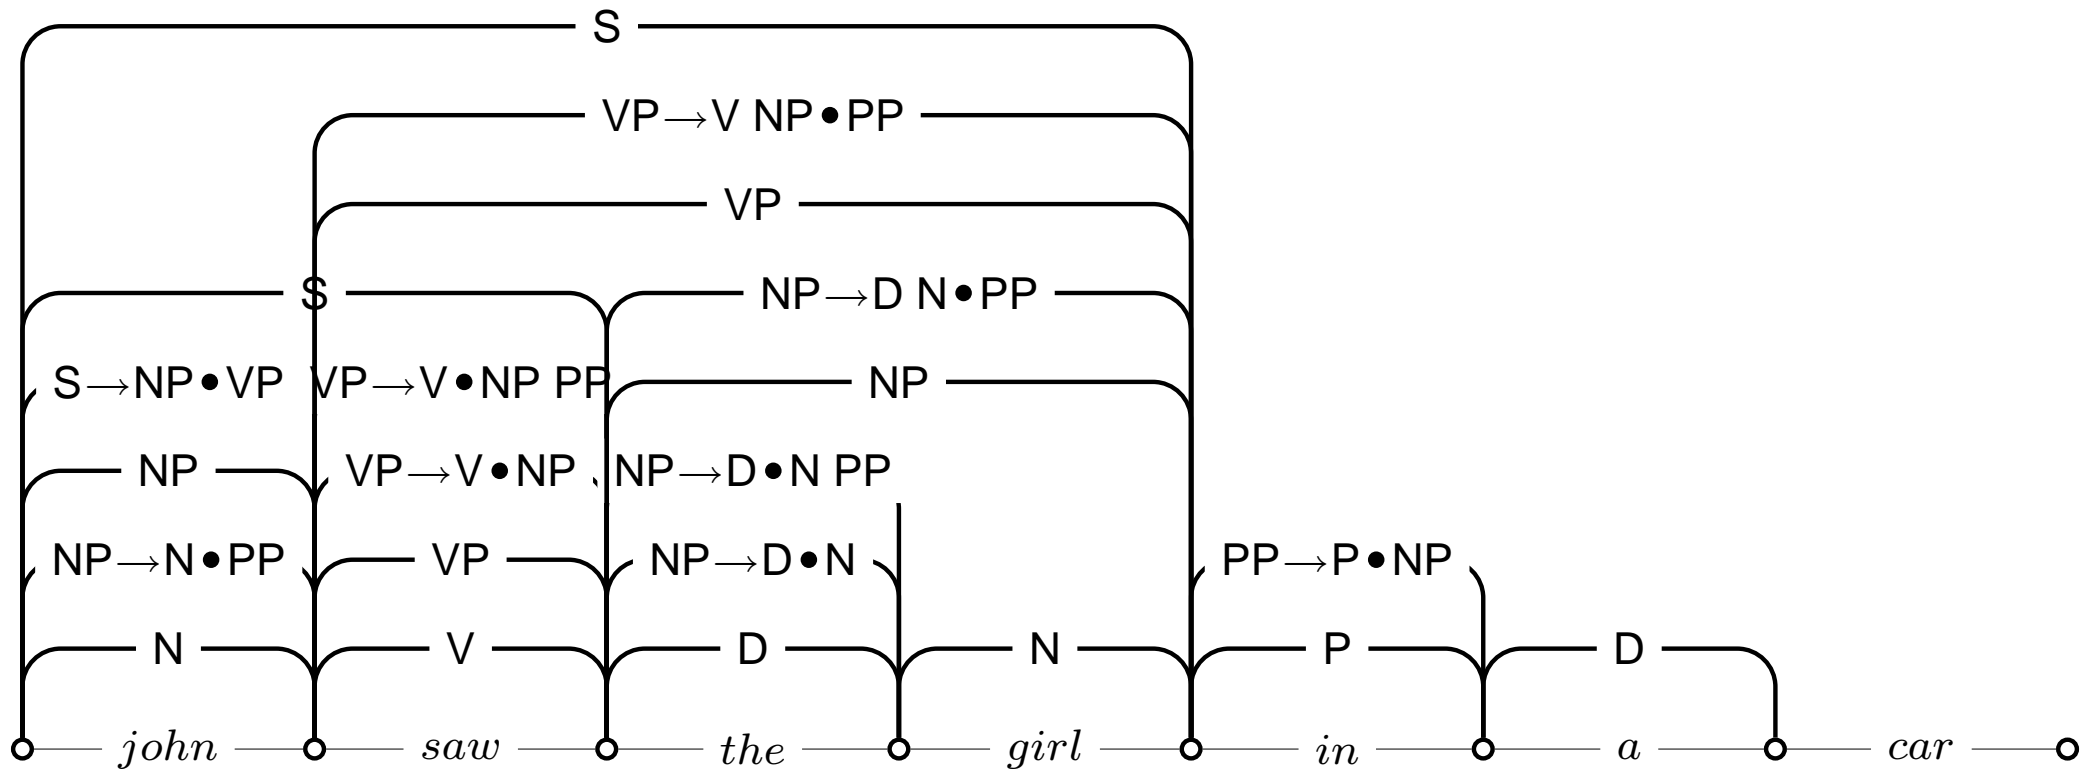 S
VP→V NP●PP
VP
S NP→D N●PP
S→NP●VP VP→V●NP PP NP
NP VP→V●NP NP→D●N PP
NP→N●PP VP NP→D●N PP→P●NP
N V D N P D
john saw the girl in a car